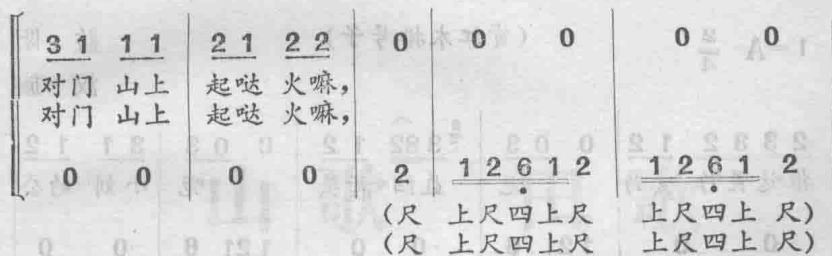 3 1 1 1 | 2 1 2 2 | 0 | 0 0 | 0 0
对门 山上 起哒 火嘛,
对门 山上 起哒 火嘛,
0 0 | 0 0 | 2 | 1 2 6̣ 1 2 | 1 2 6̣ 1 2
(尺 上尺四上尺 上尺四上 尺)
(尺 上尺四上尺 上尺四上 尺)